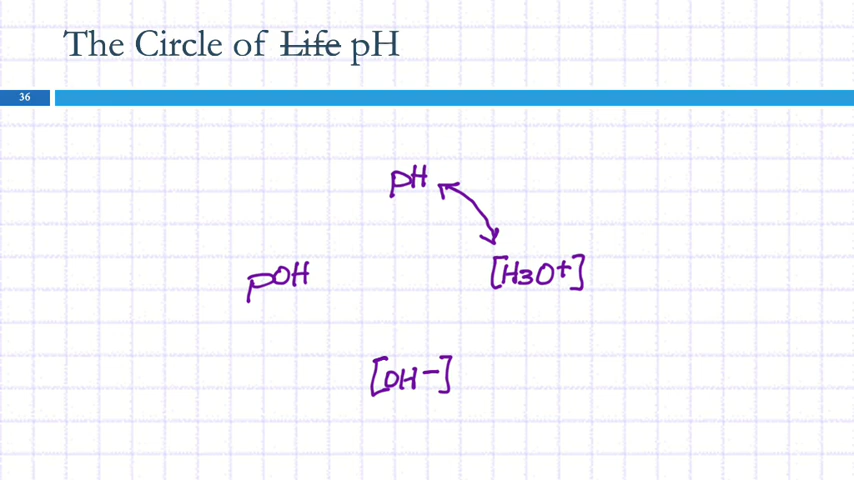 The Circle of Life pH
36
pH
pOH
[H3O+]
[OH-]